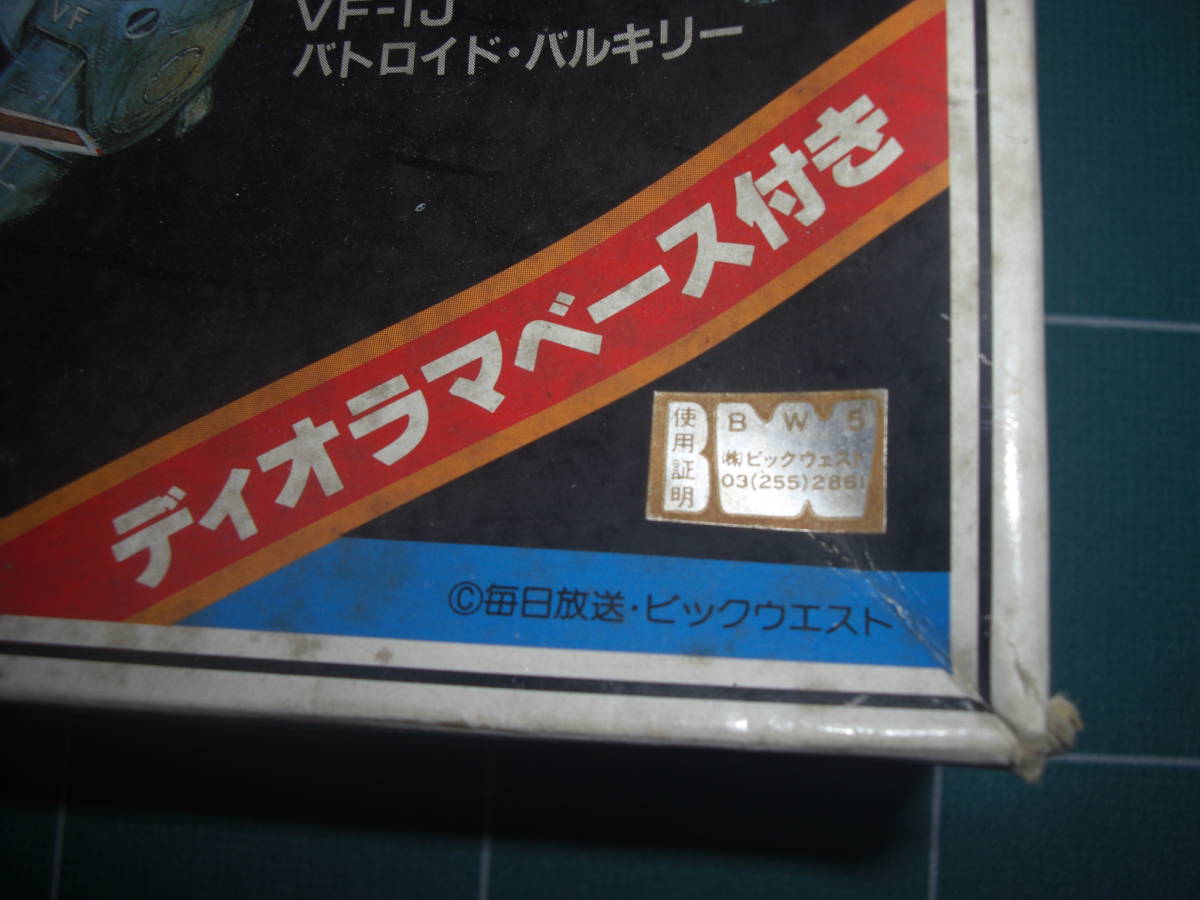 VF
VF-1J
バトロイド・バルキリー
ディオラマベース付き
使用証明
B W 5
㈱ビックウエスト
03(255)2861
©毎日放送・ビックウエスト